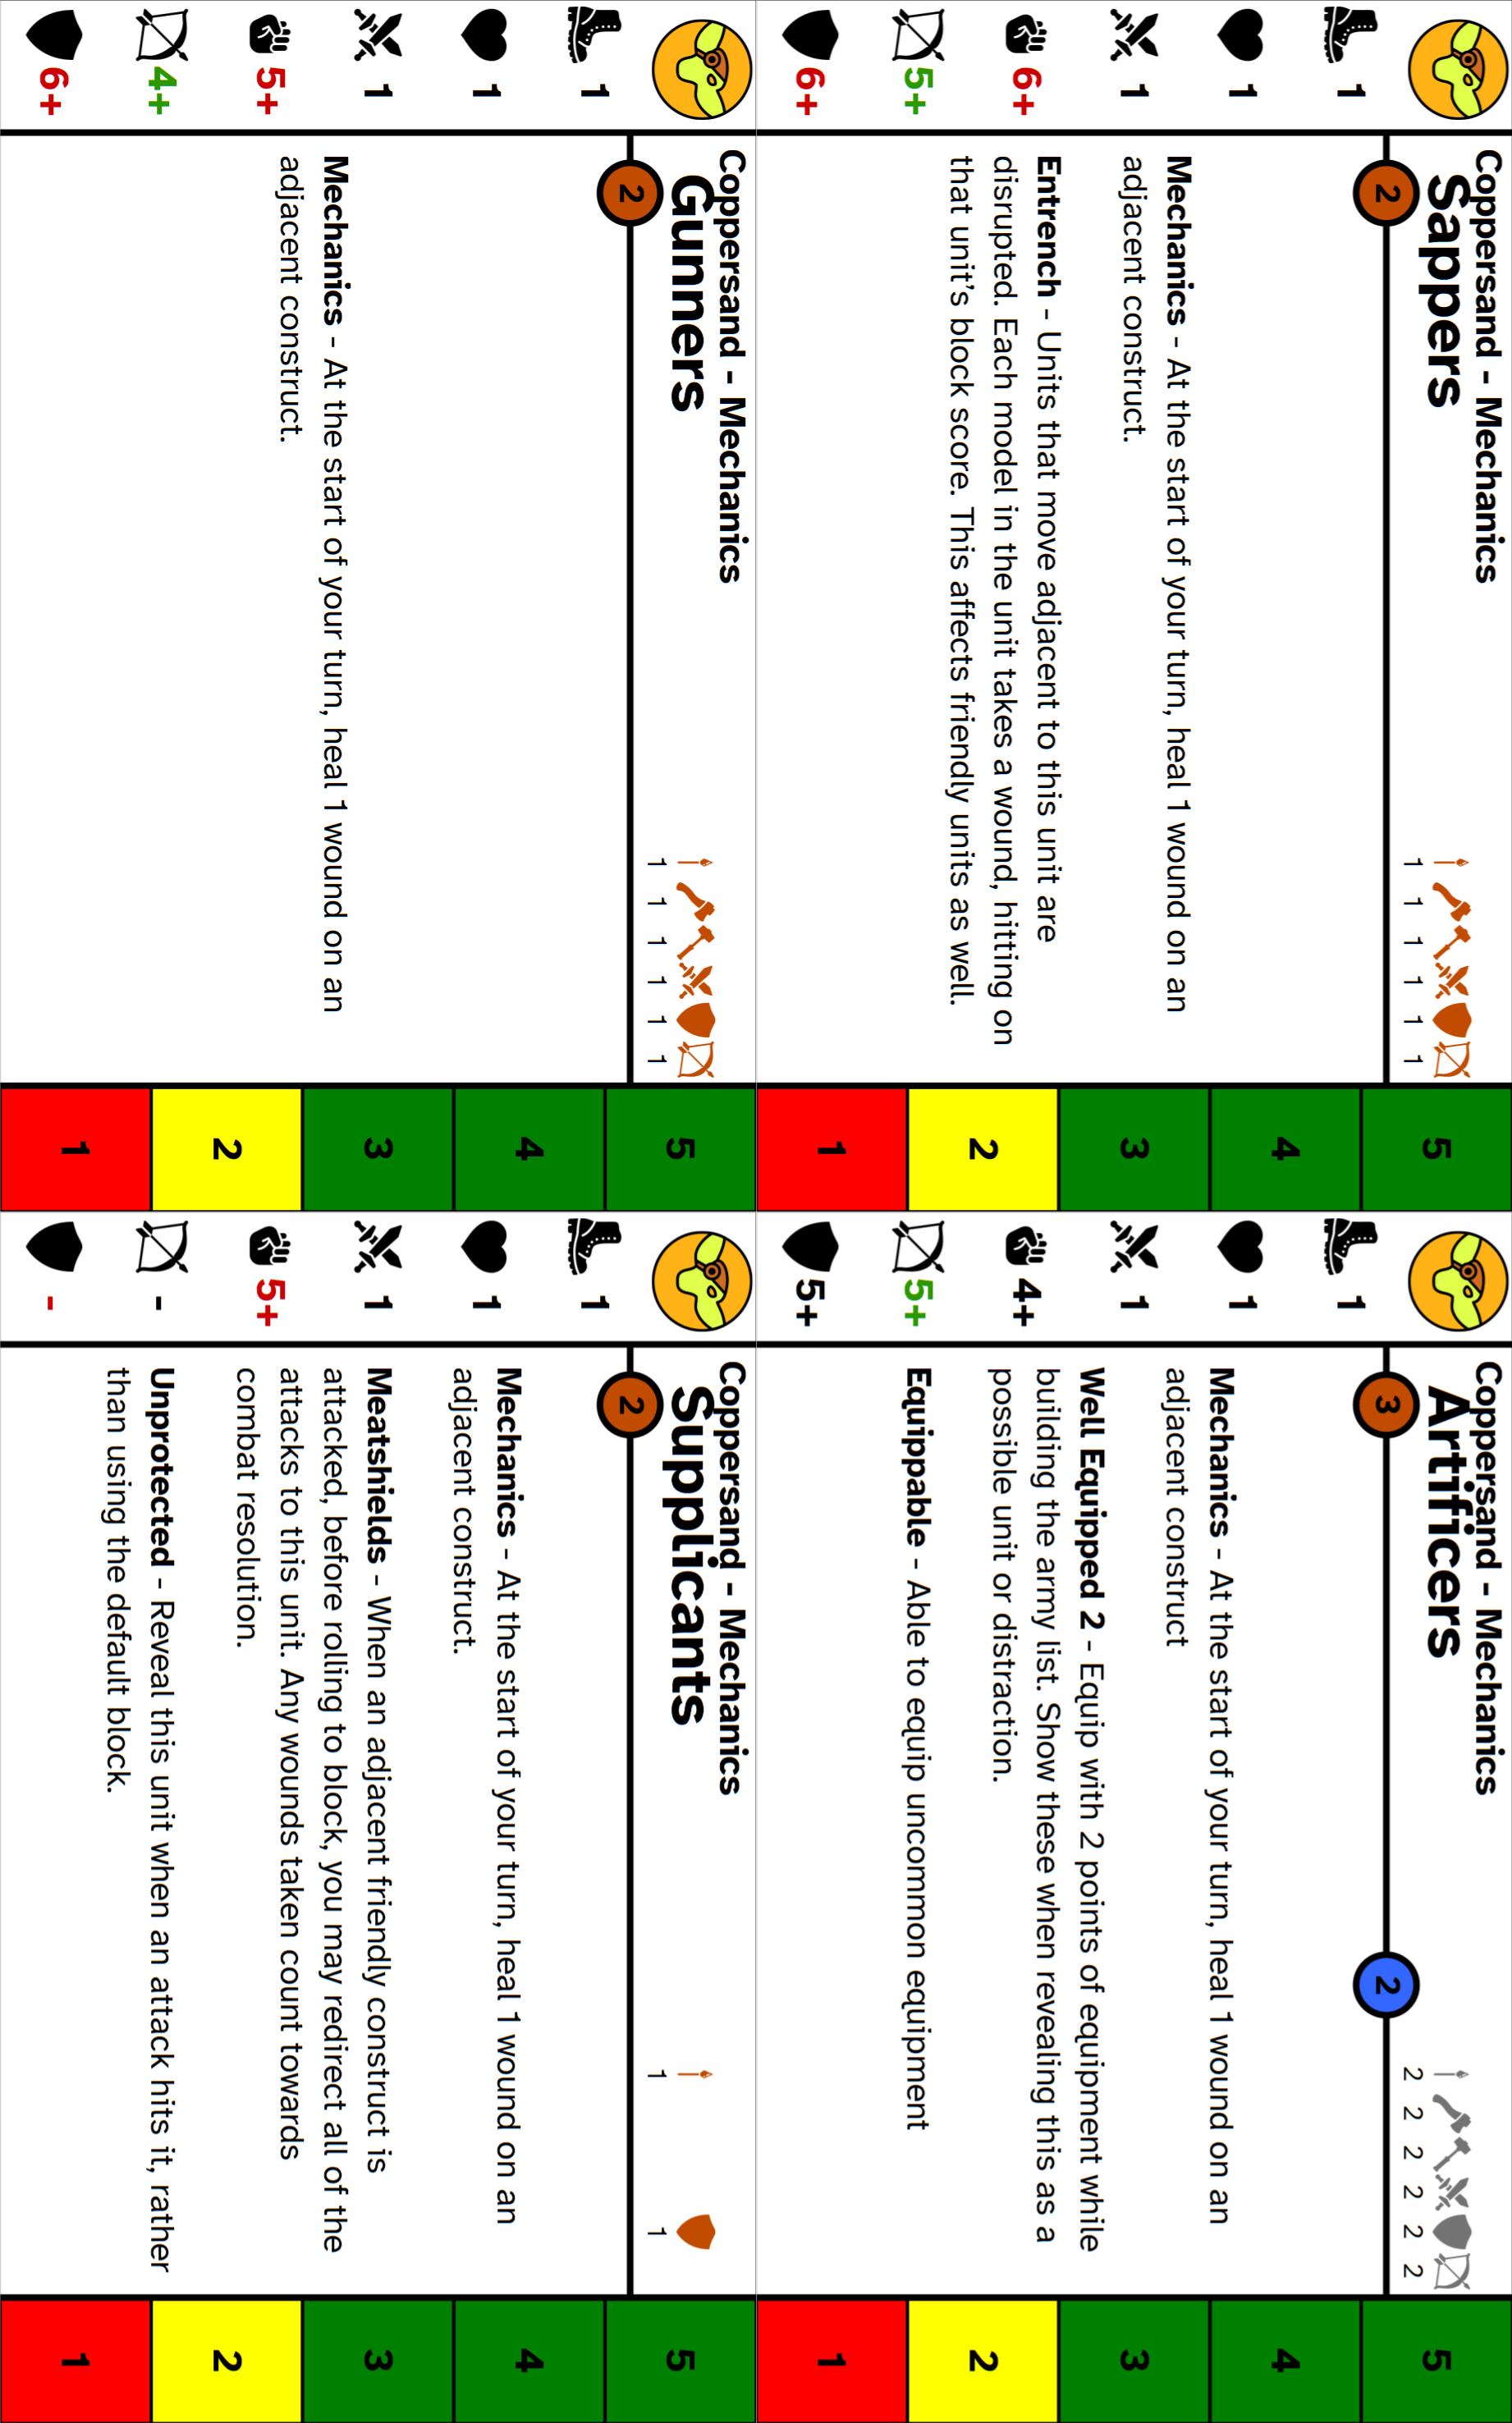 Coppersand - Mechanics
Sappers
1 1 1 1 1 1
2
1
1
1
6+
5+
6+
Mechanics - At the start of your turn, heal 1 wound on an
adjacent construct.
Entrench - Units that move adjacent to this unit are
disrupted. Each model in the unit takes a wound, hitting on
that unit’s block score. This affects friendly units as well.
5
4
3
2
1
Coppersand - Mechanics
Artificers
2 2 2 2 2 2
3
2
1
1
1
4+
5+
5+
Mechanics - At the start of your turn, heal 1 wound on an
adjacent construct
Well Equipped 2 - Equip with 2 points of equipment while
building the army list. Show these when revealing this as a
possible unit or distraction.
Equippable - Able to equip uncommon equipment
5
4
3
2
1
Coppersand - Mechanics
Gunners
1 1 1 1 1 1
2
1
1
1
5+
4+
6+
Mechanics - At the start of your turn, heal 1 wound on an
adjacent construct.
5
4
3
2
1
Coppersand - Mechanics
Supplicants
1 1
2
1
1
1
5+
-
-
Mechanics - At the start of your turn, heal 1 wound on an
adjacent construct.
Meatshields - When an adjacent friendly construct is
attacked, before rolling to block, you may redirect all of the
attacks to this unit. Any wounds taken count towards
combat resolution.
Unprotected - Reveal this unit when an attack hits it, rather
than using the default block.
5
4
3
2
1